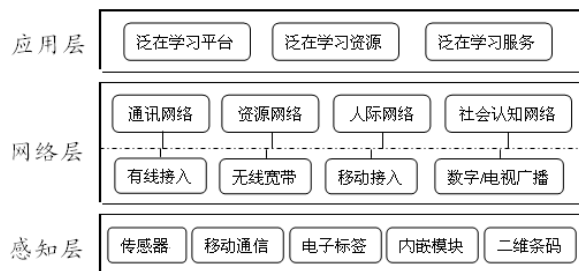 应用层
泛在学习平台 泛在学习资源 泛在学习服务
网络层
通讯网络 资源网络 人际网络 社会认知网络
有线接入 无线宽带 移动接入 数字/电视广播
感知层
传感器 移动通信 电子标签 内嵌模块 二维条码